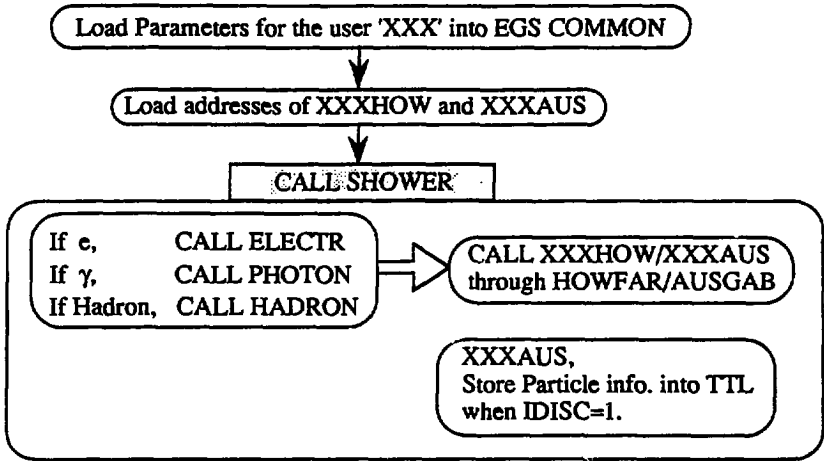 Load Parameters for the user 'XXX' into EGS COMMON
Load addresses of XXXHOW and XXXAUS
CALL SHOWER
If e, CALL ELECTR
If γ, CALL PHOTON
If Hadron, CALL HADRON
CALL XXXHOW/XXXAUS
through HOWFAR/AUSGAB
XXXAUS,
Store Particle info. into TTL
when IDISC=1.